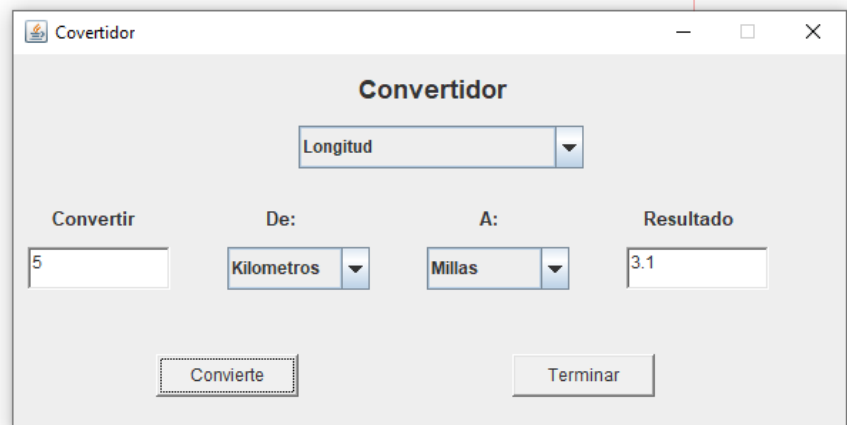 Covertidor
Convertidor
Longitud
Convertir De: A: Resultado
5 Kilometros Millas 3.1
Convierte Terminar